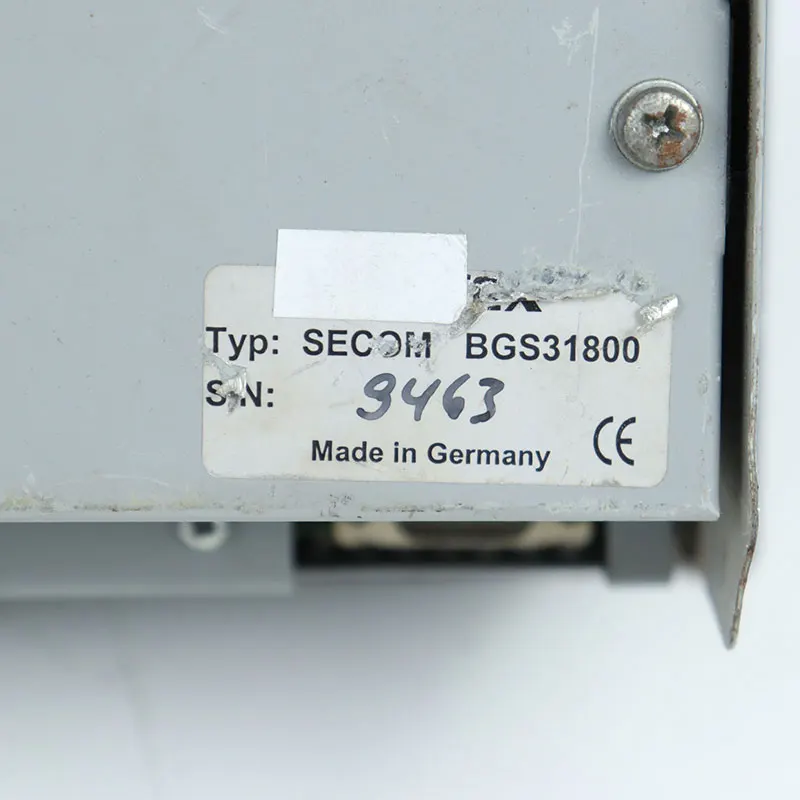 Typ: SECOM BGS31800
S/N: 9463
Made in Germany CE